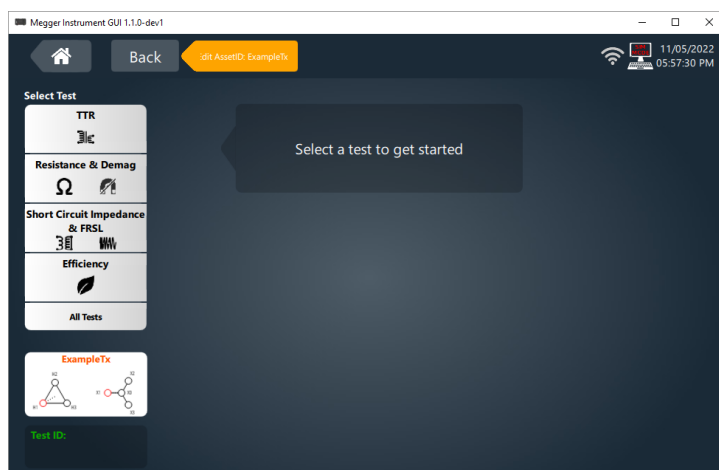 Megger Instrument GUI 1.1.0-dev1
Back
:dit AssetID: ExampleTx
11/05/2022
05:57:30 PM
Select Test
TTR
Resistance & Demag
Ω
Short Circuit Impedance
& FRSL
Efficiency
All Tests
Select a test to get started
ExampleTx
H2
H1
H3
X1
X2
X0
X3
Test ID: